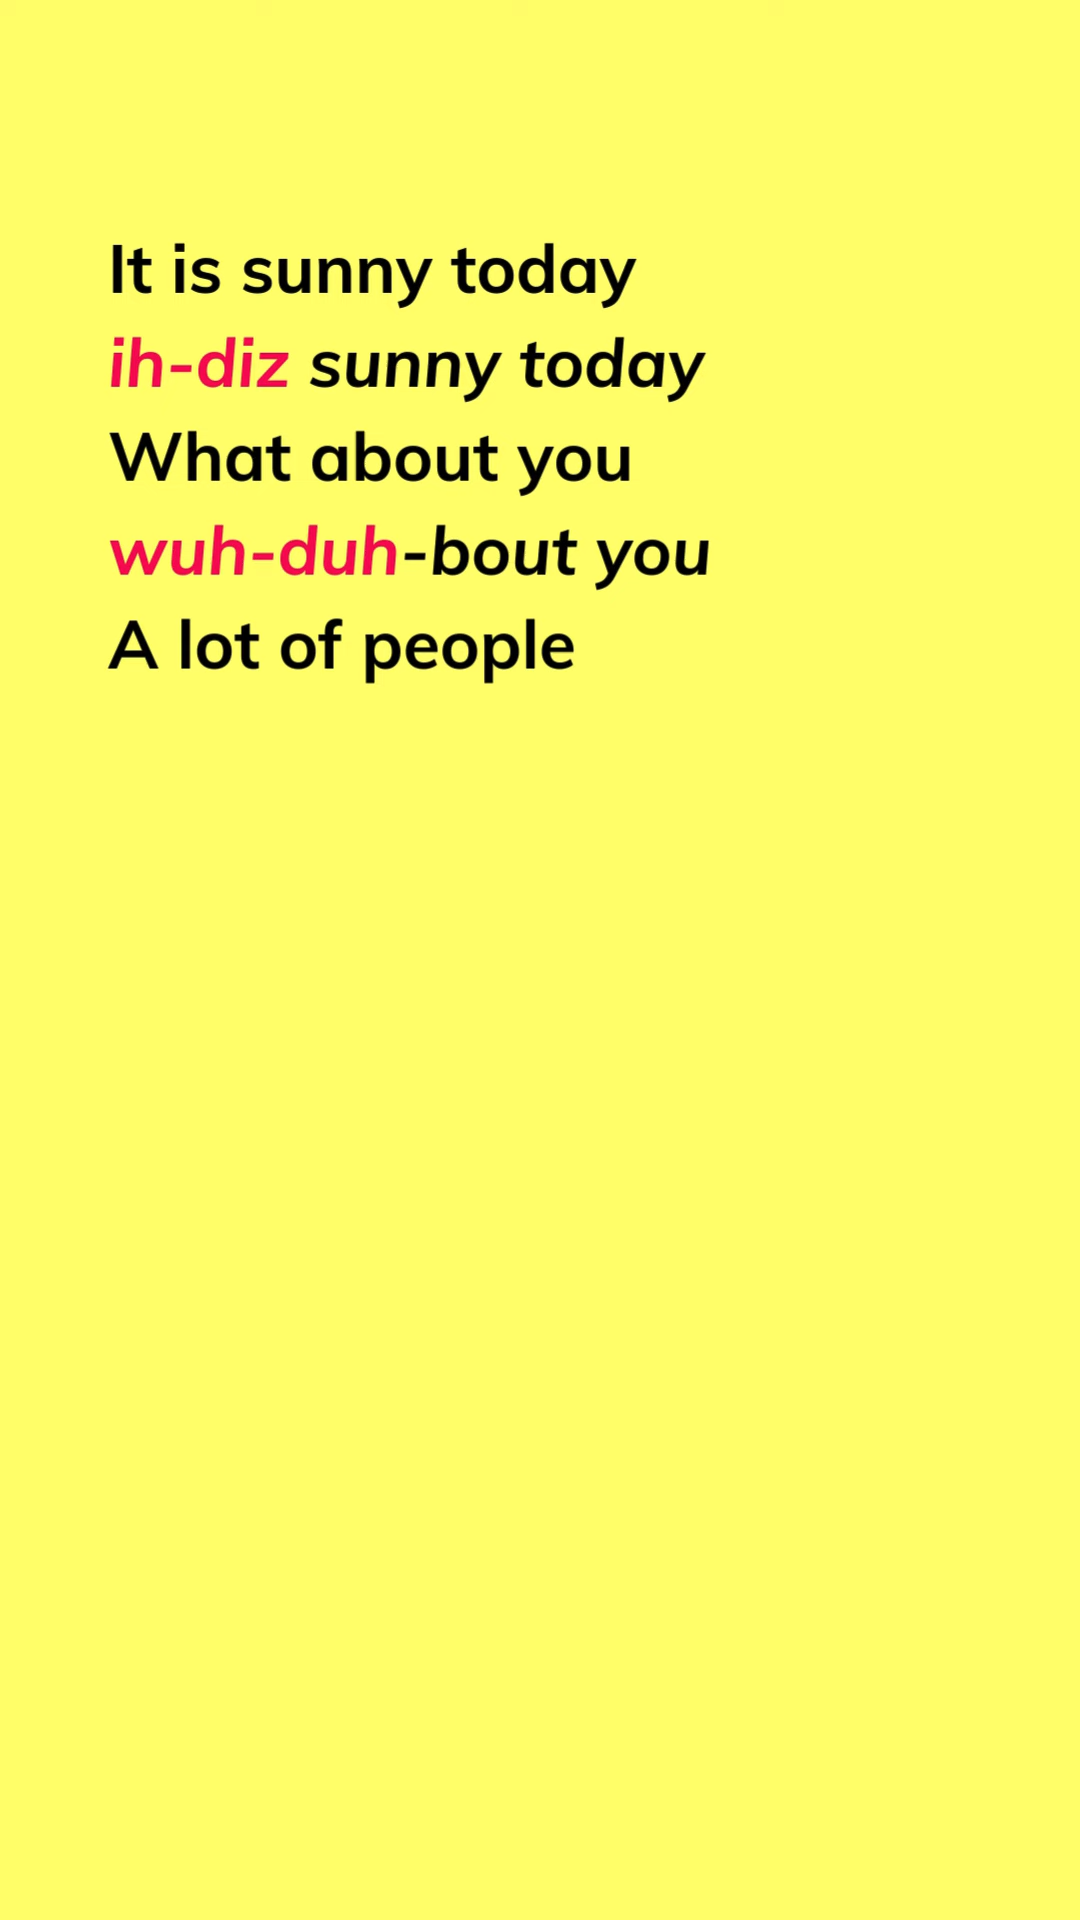 It is sunny today
ih-diz sunny today
What about you
wuh-duh-bout you
A lot of people